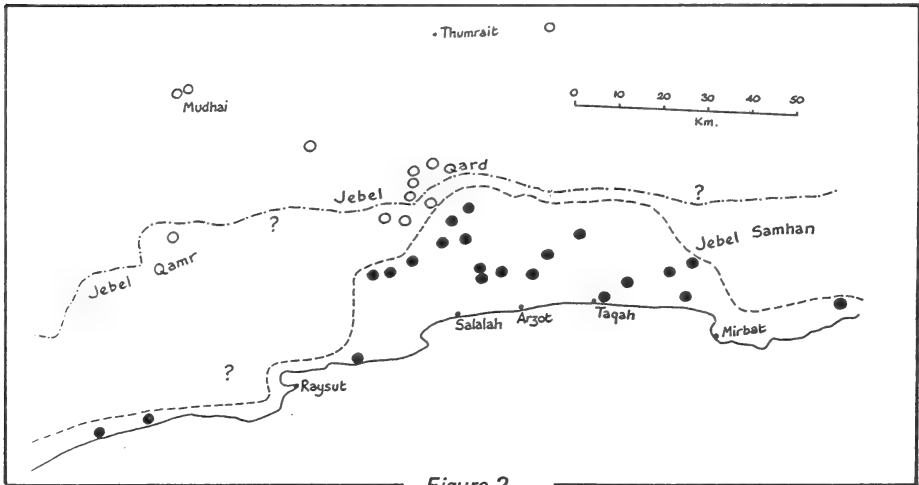 Thumrait
Mudhai
0 10 20 30 40 50
Km.
Jebel Qard
?
?
Jebel Samhan
Jebel Qamr
Salalah
Arzot
Taqah
Mirbat
?
Raysut
Figure 2